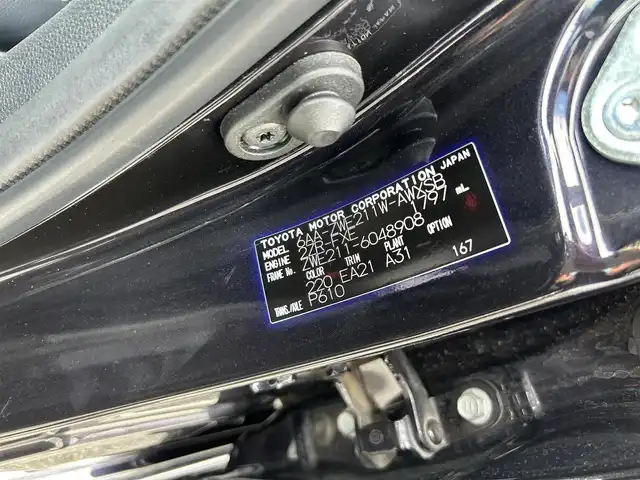 TOYOTA MOTOR CORPORATION JAPAN
MODEL 6AA-ZWE211W-AWXSB
ENGINE 2ZR-FXE 1797 mL
FRAME No. ZWE211-6048908
COLOR TRIM PLANT OPTION
220 EA21 A31 167
TRANS./AXLE P610